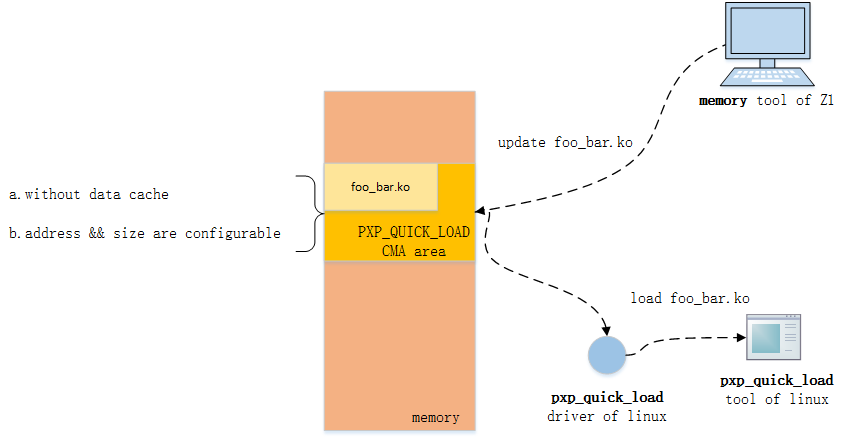 memory tool of Z1
update foo_bar.ko
foo_bar.ko
a.without data cache
b.address && size are configurable
PXP_QUICK_LOAD
CMA area
load foo_bar.ko
pxp_quick_load
tool of linux
pxp_quick_load
driver of linux
memory